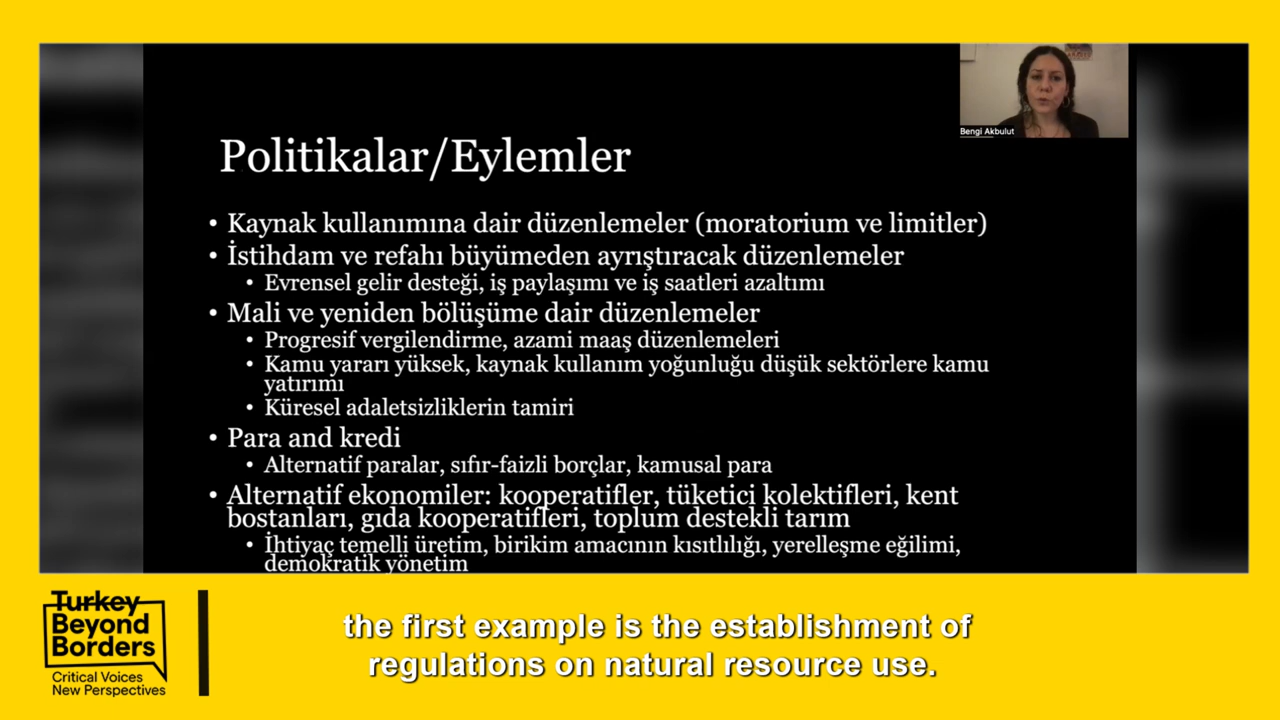 Bengi Akbulut
Politikalar/Eylemler
• Kaynak kullanımına dair düzenlemeler (moratorium ve limitler)
• İstihdam ve refahı büyümeden ayrıştıracak düzenlemeler
• Evrensel gelir desteği, iş paylaşımı ve iş saatleri azaltımı
• Mali ve yeniden bölüşüme dair düzenlemeler
• Progresif vergilendirme, azami maaş düzenlemeleri
• Kamu yararı yüksek, kaynak kullanım yoğunluğu düşük sektörlere kamu
yatırımı
• Küresel adaletsizliklerin tamiri
• Para and kredi
• Alternatif paralar, sıfır-faizli borçlar, kamusal para
• Alternatif ekonomiler: kooperatifler, tüketici kolektifleri, kent
bostanları, gıda kooperatifleri, toplum destekli tarım
• İhtiyaç temelli üretim, birikim amacının kısıtlılığı, yerelleşme eğilimi,
demokratik yönetim
Turkey
Beyond
Borders
Critical Voices
New Perspectives
the first example is the establishment of
regulations on natural resource use.